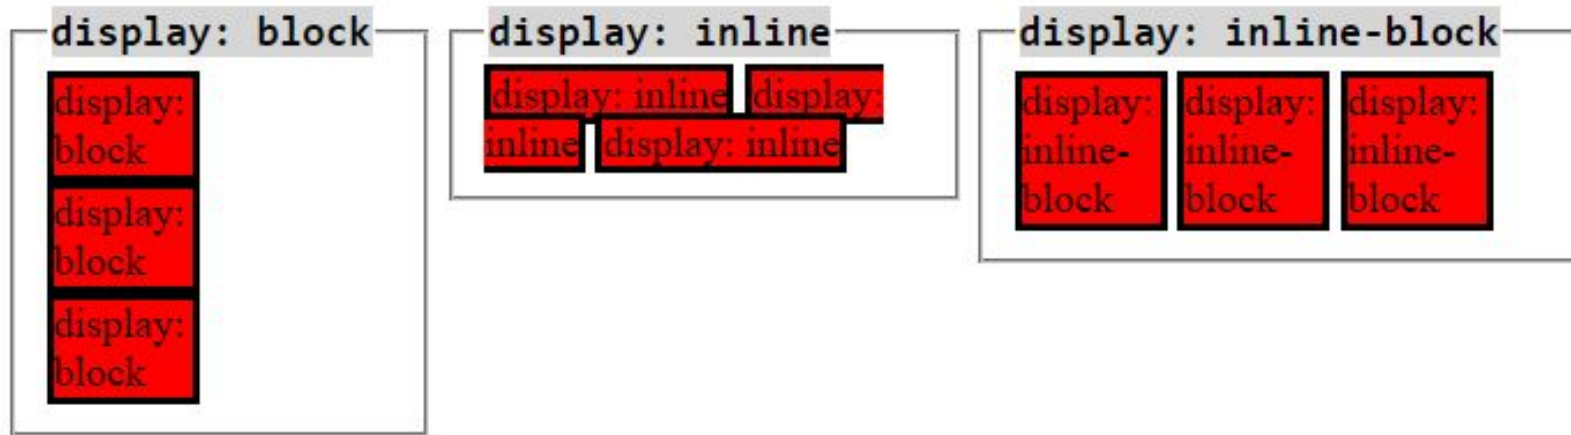 display: block
display:
block
display:
block
display:
block
display: inline
display: inline display:
inline display: inline
display: inline-block
display:
inline-
block
display:
inline-
block
display:
inline-
block